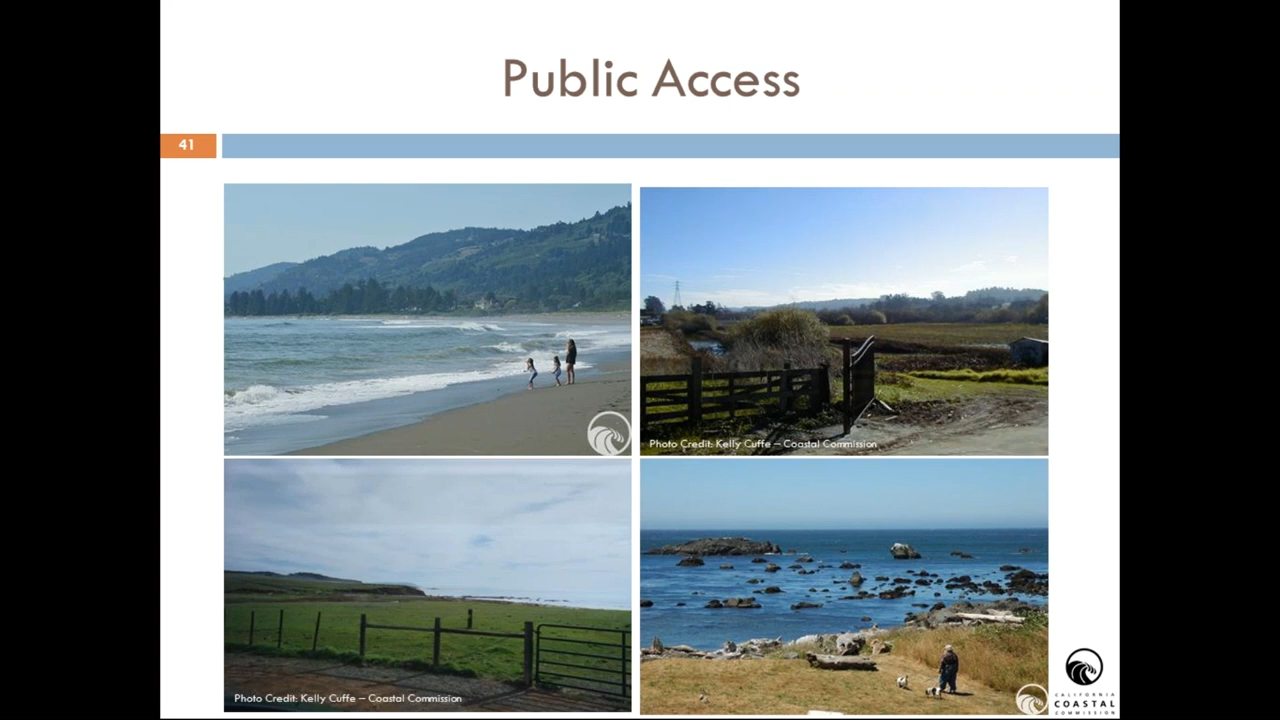 Public Access
41
Photo Credit: Kelly Cuffe – Coastal Commission
Photo Credit: Kelly Cuffe – Coastal Commission
CALIFORNIA
COASTAL
COMMISSION